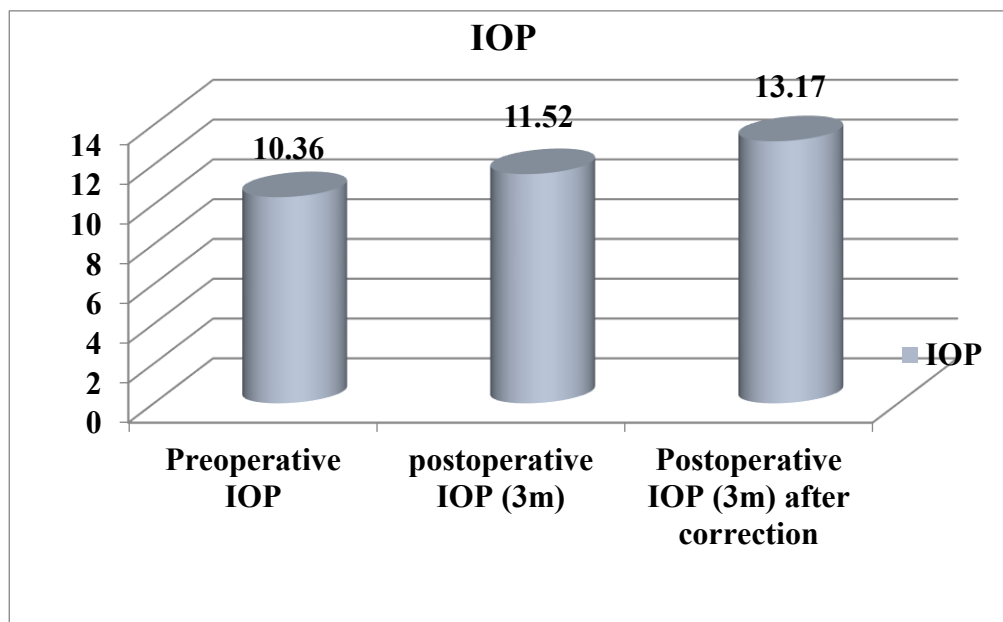 IOP
14
12
10
8
6
4
2
0
10.36
11.52
13.17
Preoperative
IOP
postoperative
IOP (3m)
Postoperative
IOP (3m) after
correction
IOP